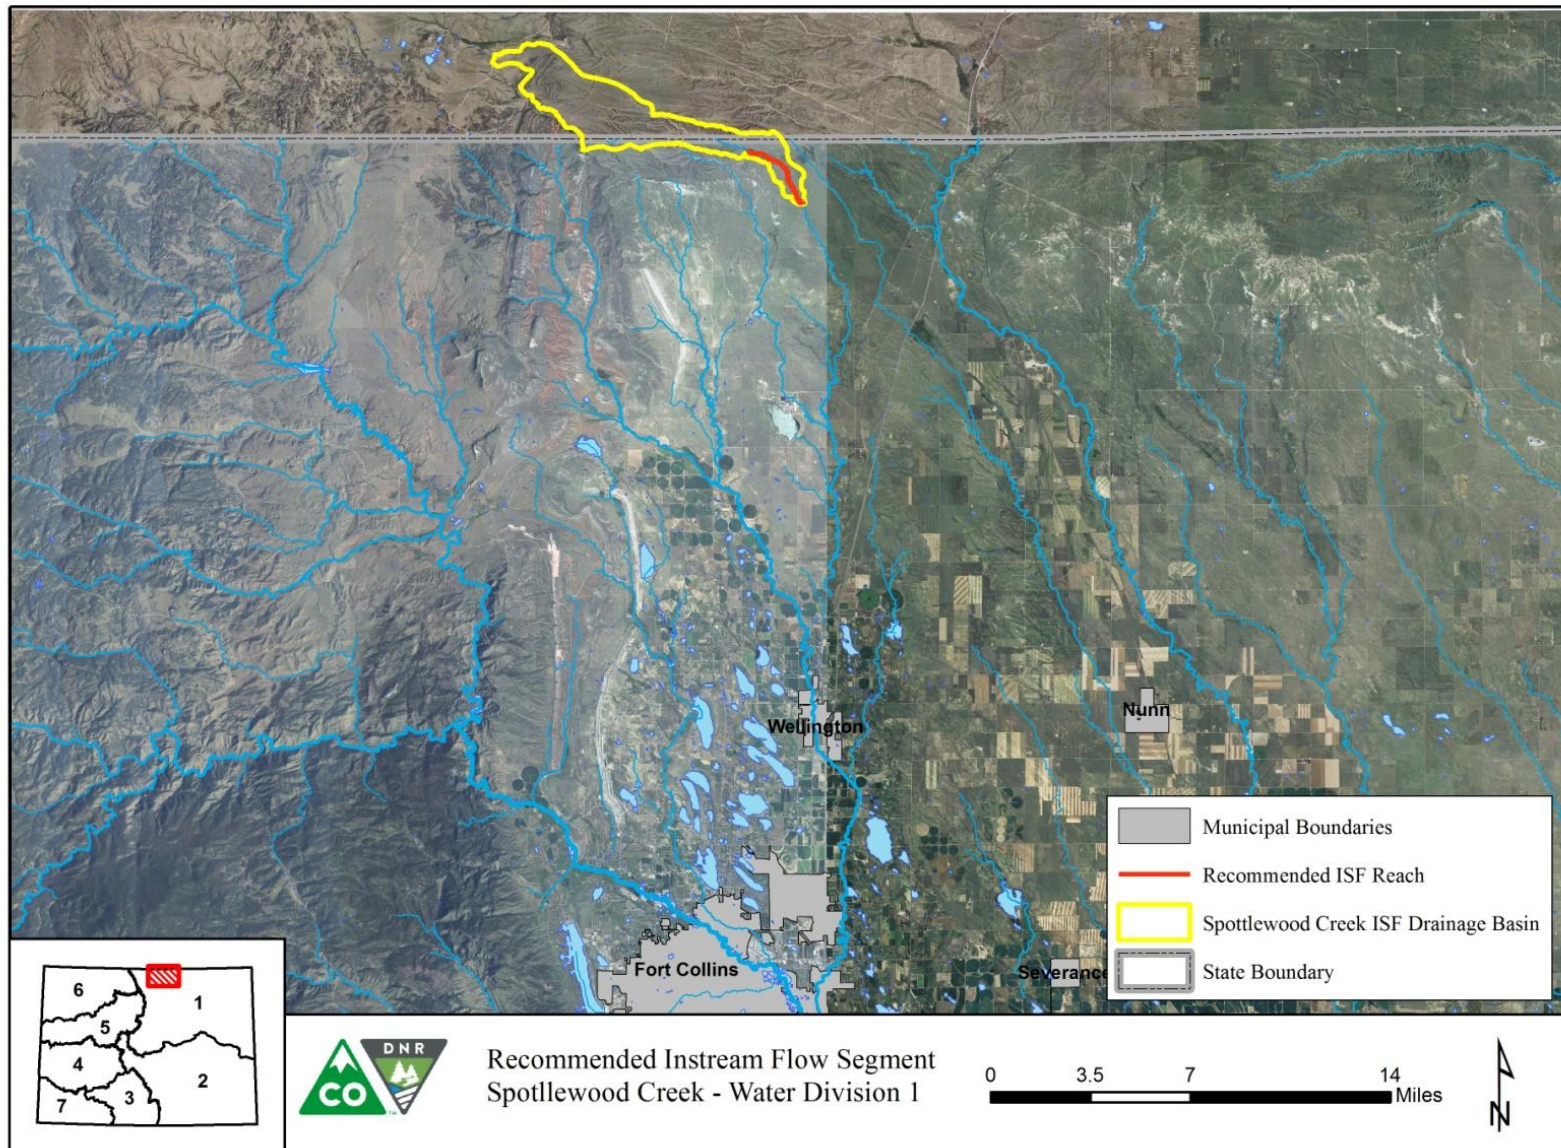 Wellington
Nunn
Fort Collins
Severance
Municipal Boundaries
Recommended ISF Reach
Spottlewood Creek ISF Drainage Basin
State Boundary
6
1
5
4
2
3
7
CO
DNR
Recommended Instream Flow Segment
Spotllewood Creek - Water Division 1
0 3.5 7 14
Miles
N